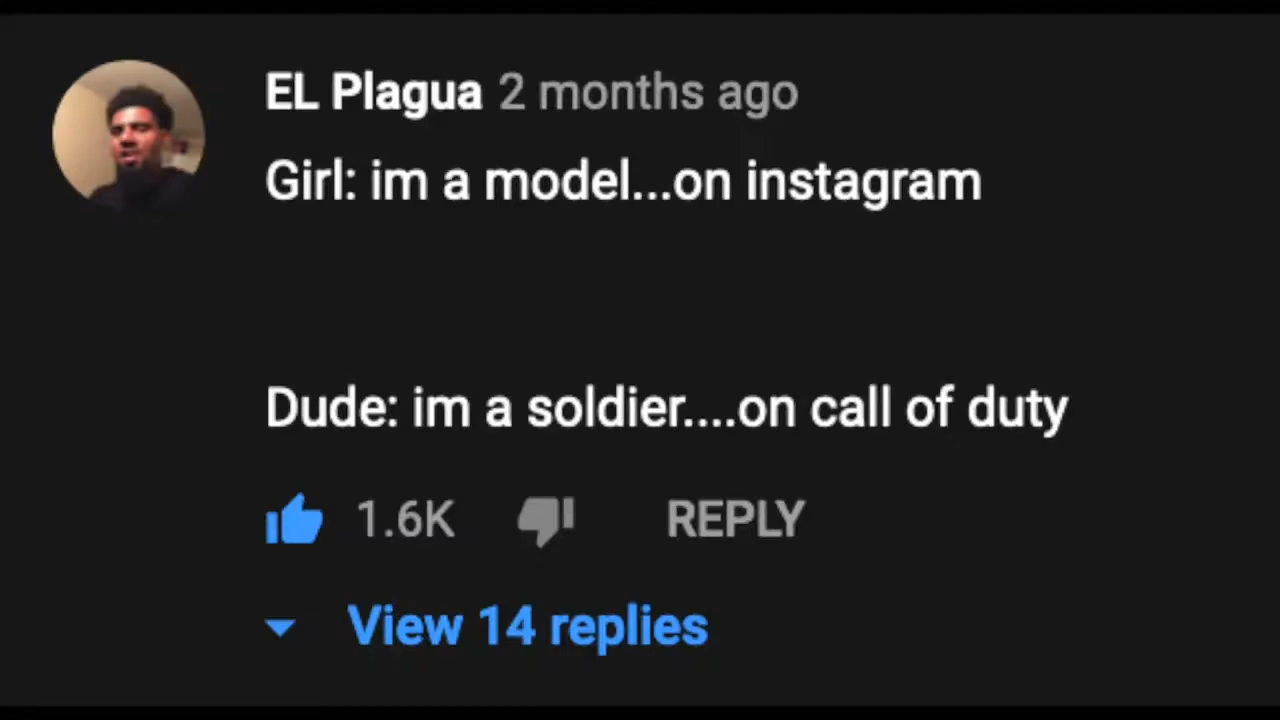 EL Plagua 2 months ago
Girl: im a model...on instagram
Dude: im a soldier....on call of duty
1.6K REPLY
View 14 replies